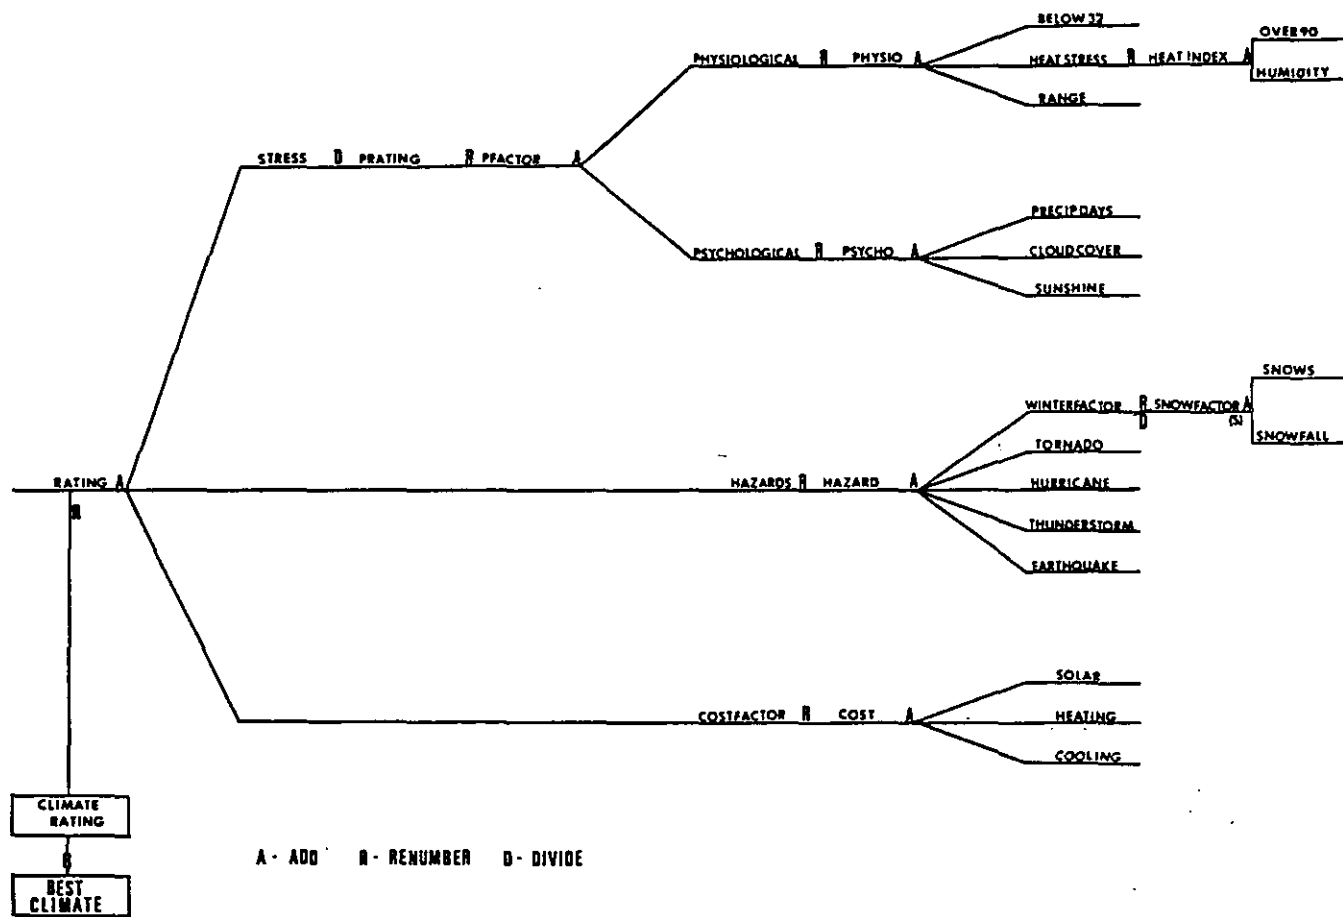 BELOW 32
OVER 90
PHYSIOLOGICAL R PHYSIO A HEAT STRESS R HEAT INDEX A
HUMIDITY
RANGE
STRESS D PRATING R PFACTOR A
PRECIP DAYS
PSYCHOLOGICAL R PSYCHO A CLOUD COVER
SUNSHINE
SNOWS
WINTERFACTOR R D SNOWFACTOR A
SNOWFALL
TORNADO
RATING A HAZARDS R HAZARD A HURRICANE
R
THUNDERSTORM
EARTHQUAKE
SOLAR
COSTFACTOR R COST A HEATING
COOLING
CLIMATE
RATING
R
A - ADD R - RENUMBER D - DIVIDE
BEST
CLIMATE